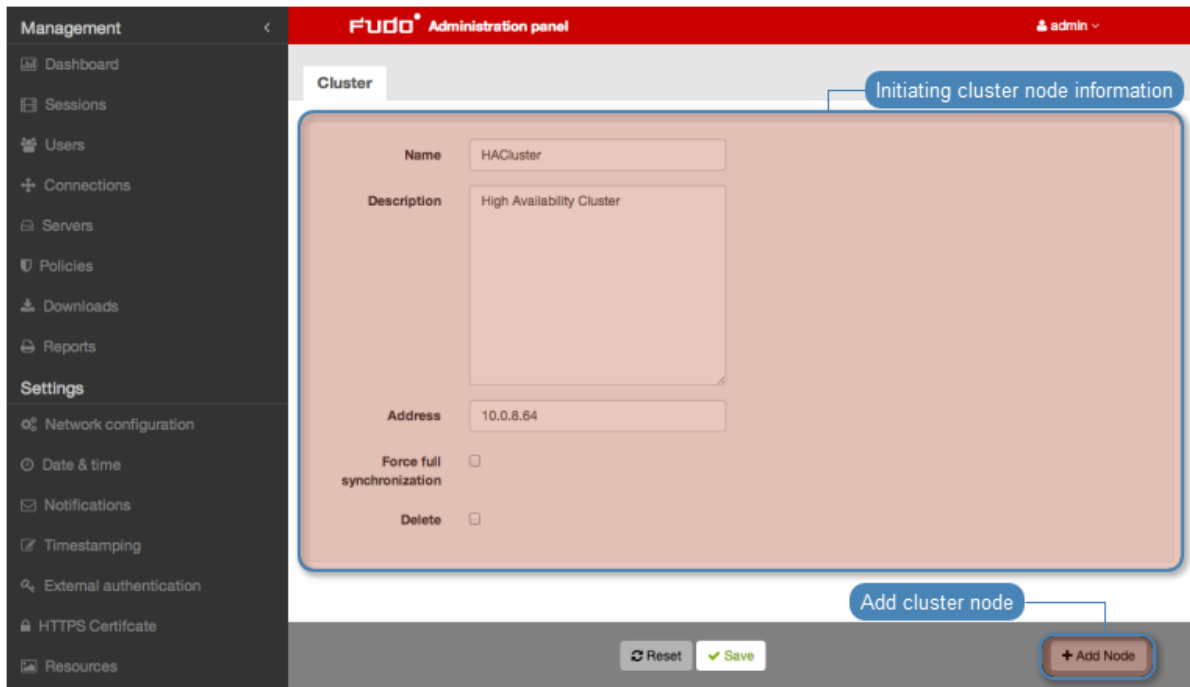 Management
FUDO Administration panel
admin
Dashboard
Cluster
Initiating cluster node information
Sessions
Users
Connections
Servers
Policies
Downloads
Reports
Settings
Network configuration
Date & time
Notifications
Timestamping
External authentication
HTTPS Certifcate
Resources
Name
HACluster
Description
High Availability Cluster
Address
10.0.8.64
Force full
synchronization
Delete
Add cluster node
Reset
Save
+ Add Node